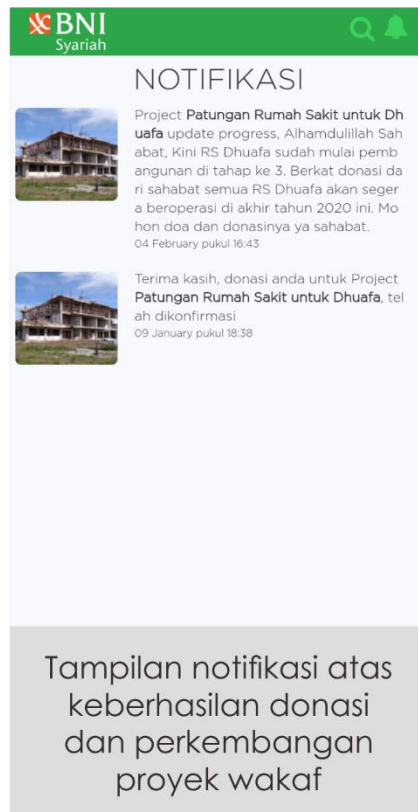 BNI
Syariah
NOTIFIKASI
Project Patungan Rumah Sakit untuk Dh
uafa update progress, Alhamdulillah Sah
abat, Kini RS Dhuafa sudah mulai pemb
angunan di tahap ke 3. Berkat donasi da
ri sahabat semua RS Dhuafa akan seger
a beroperasi di akhir tahun 2020 ini. Mo
hon doa dan donasinya ya sahabat.
04 February pukul 16:43
Terima kasih, donasi anda untuk Project
Patungan Rumah Sakit untuk Dhuafa, tel
ah dikonfirmasi
09 January pukul 18:38
Tampilan notifikasi atas
keberhasilan donasi
dan perkembangan
proyek wakaf